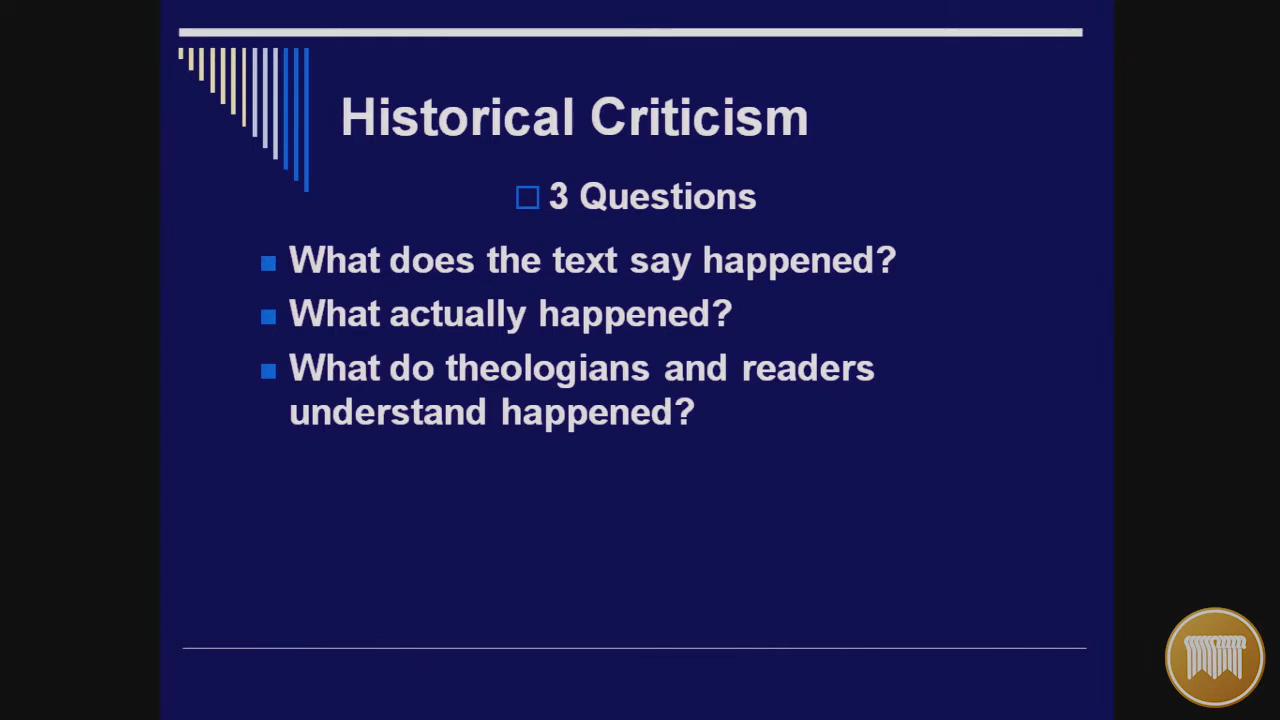 Historical Criticism
3 Questions
What does the text say happened?
What actually happened?
What do theologians and readers
understand happened?